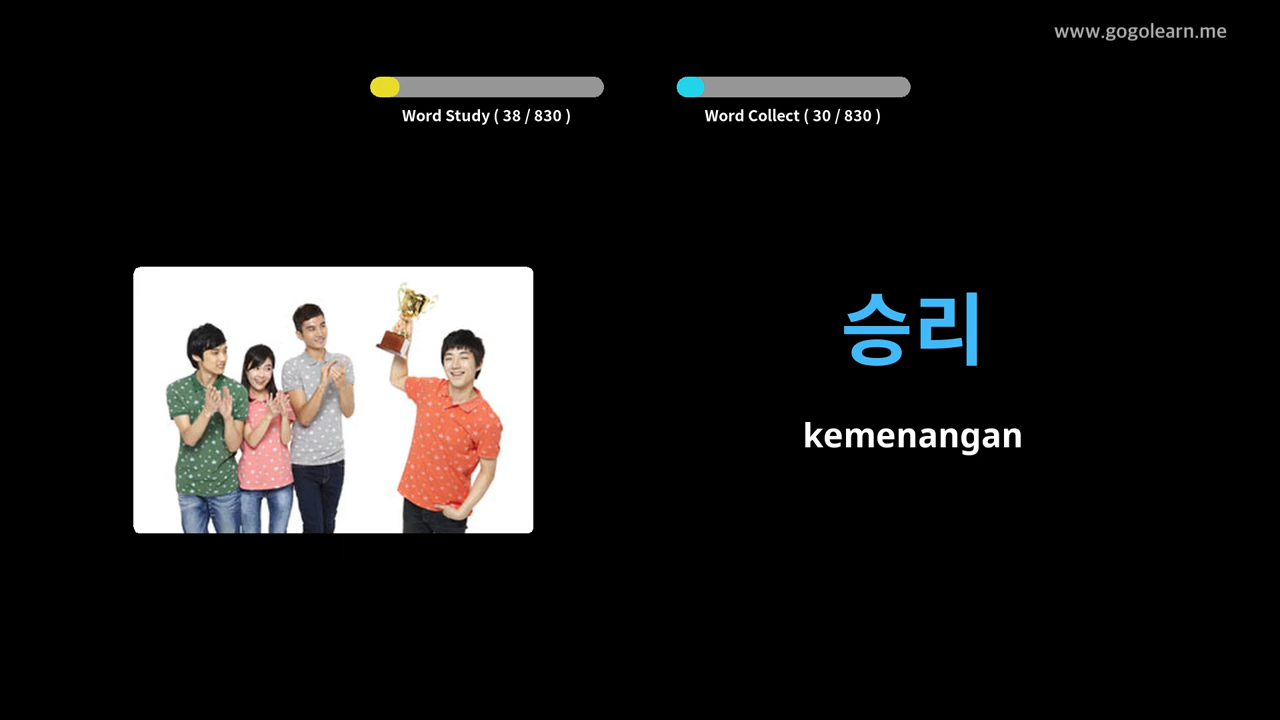 www.gogolearn.me
Word Study ( 38 / 830 )
Word Collect ( 30 / 830 )
승리
kemenangan